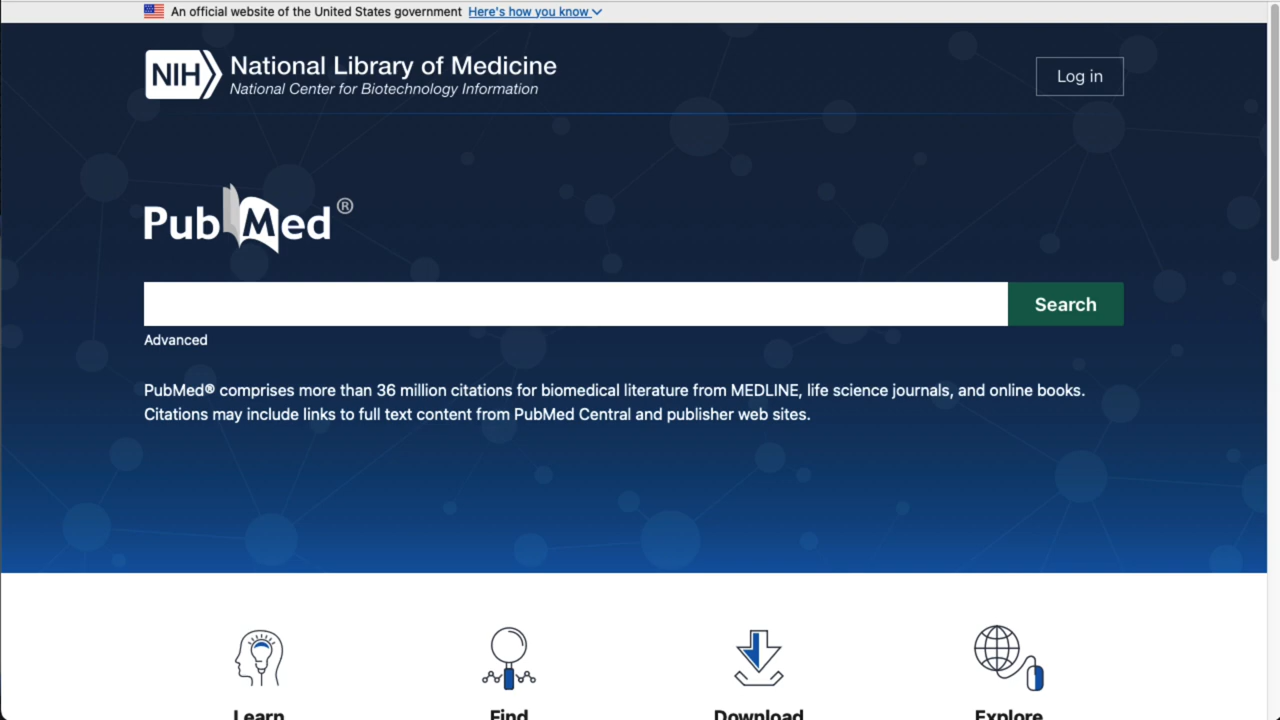 An official website of the United States government Here's how you know
NIH National Library of Medicine
National Center for Biotechnology Information
Log in
PubMed®
Search
Advanced
PubMed® comprises more than 36 million citations for biomedical literature from MEDLINE, life science journals, and online books.
Citations may include links to full text content from PubMed Central and publisher web sites.
Learn Find Download Explore